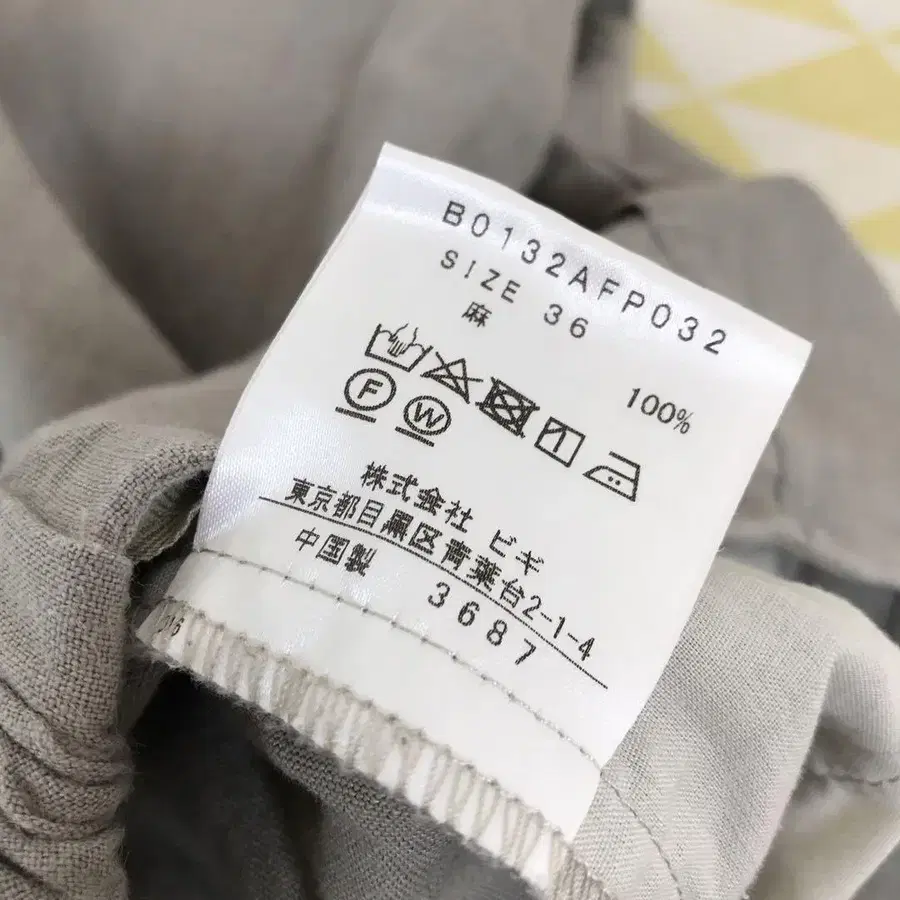 B0132AFP032
SIZE 36
麻 100%
F W
株式会社 ビギ
東京都目黒区青葉台2-1-4
中国製 3687